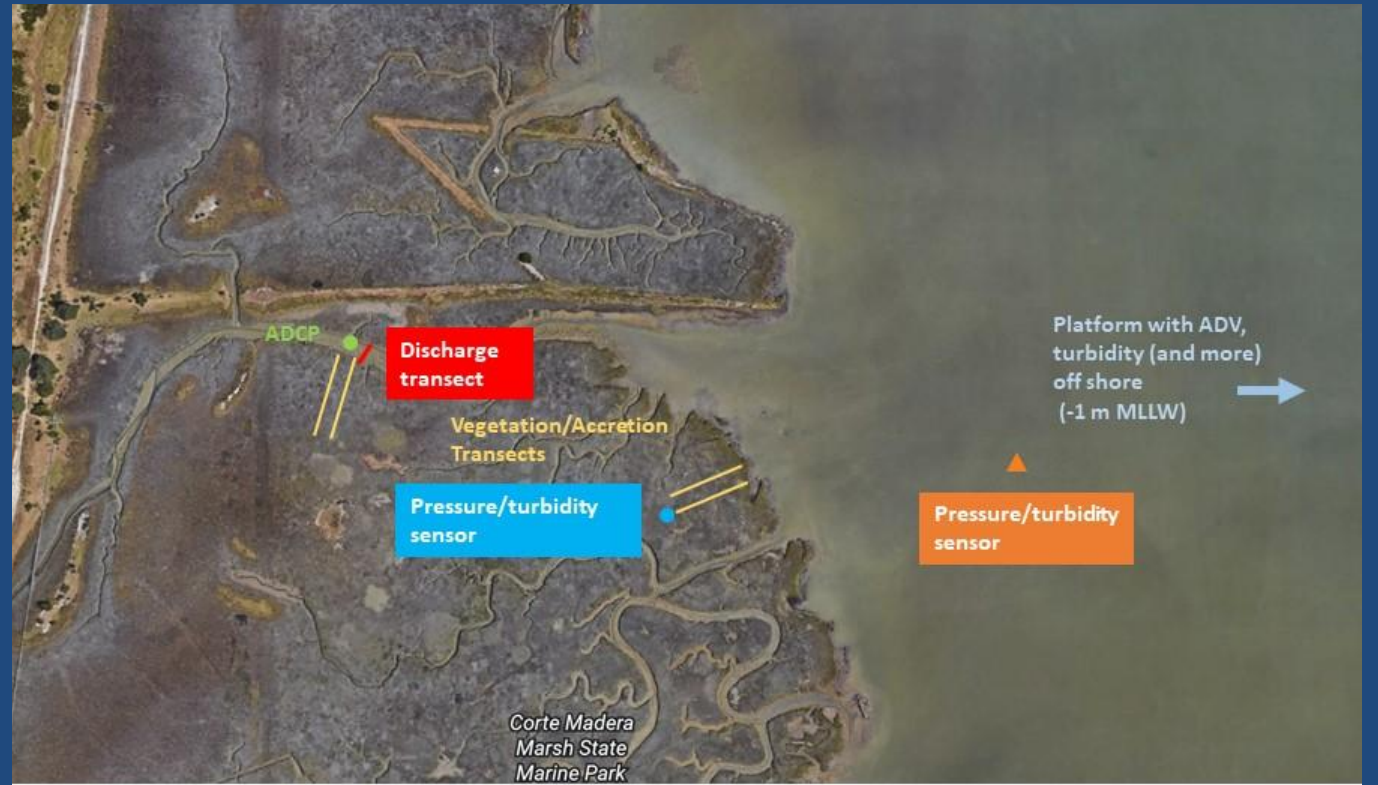 ADCP
Discharge
transect
Platform with ADV,
turbidity (and more)
off shore
(-1 m MLLW)
Vegetation/Accretion
Transects
Pressure/turbidity
sensor
Pressure/turbidity
sensor
Corte Madera
Marsh State
Marine Park